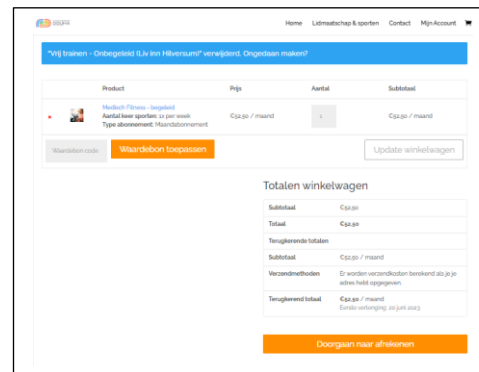 Home Lidmaatschap & sporten Contact Mijn Account
"Vrij trainen - Onbegeleid (Liv inn Hilversum)" verwijderd. Ongedaan maken?
Product Prijs Aantal Subtotaal
Medisch Fitness - begeleid
Aantal keer sporten: 1x per week
Type abonnement: Maandabonnement
€52,50 / maand 1 €52,50 / maand
Waardebon code Waardebon toepassen Update winkelwagen
Totalen winkelwagen
Subtotaal €52,50
Totaal €52,50
Terugkerende totalen
Subtotaal €52,50 / maand
Verzendmethoden Er worden verzendkosten berekend als je je
adres hebt opgegeven.
Terugkerend totaal €52,50 / maand
Eerste verlenging: 20 juni 2023
Doorgaan naar afrekenen